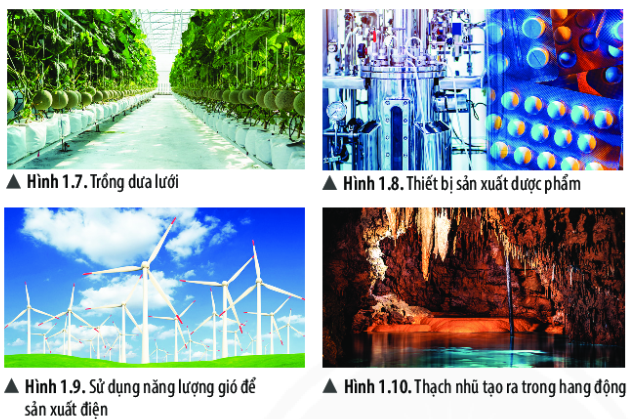 ▲ Hình 1.7. Trồng dưa lưới
▲ Hình 1.8. Thiết bị sản xuất dược phẩm
▲ Hình 1.9. Sử dụng năng lượng gió để
sản xuất điện
▲ Hình 1.10. Thạch nhũ tạo ra trong hang động